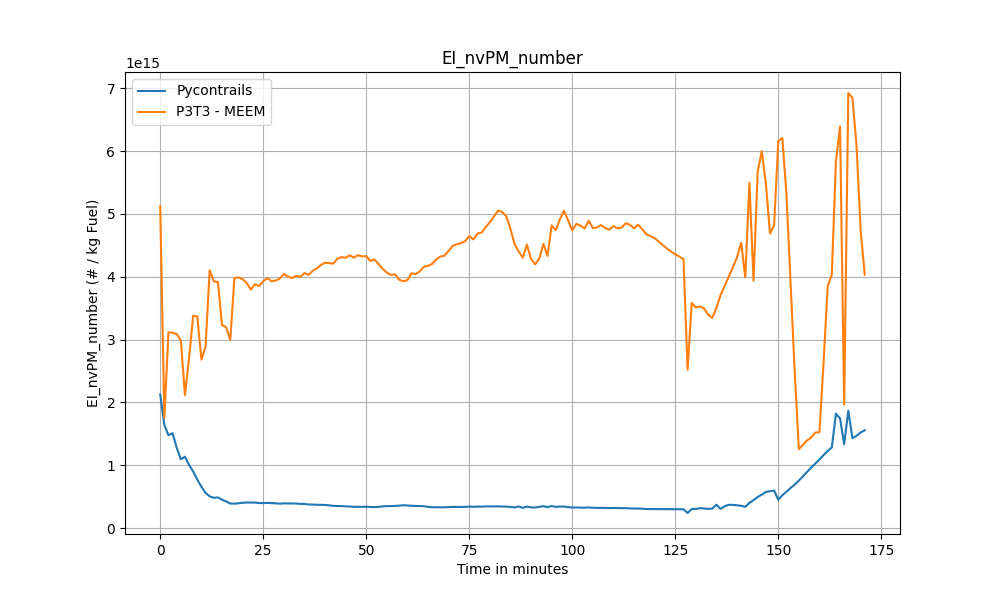 EI_nvPM_number
1e15
Pycontrails
P3T3 - MEEM
7
6
5
4
3
2
1
0
EI_nvPM_number (# / kg Fuel)
0 25 50 75 100 125 150 175
Time in minutes